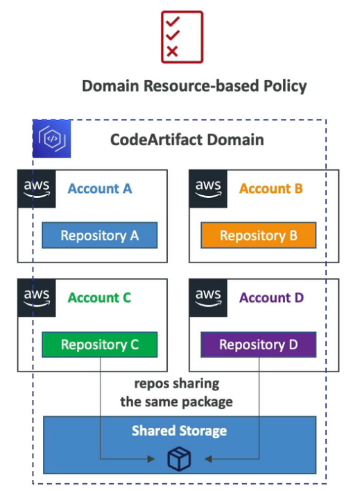 Domain Resource-based Policy
CodeArtifact Domain
aws
Account A
Repository A
aws
Account B
Repository B
aws
Account C
Repository C
aws
Account D
Repository D
repos sharing
the same package
Shared Storage